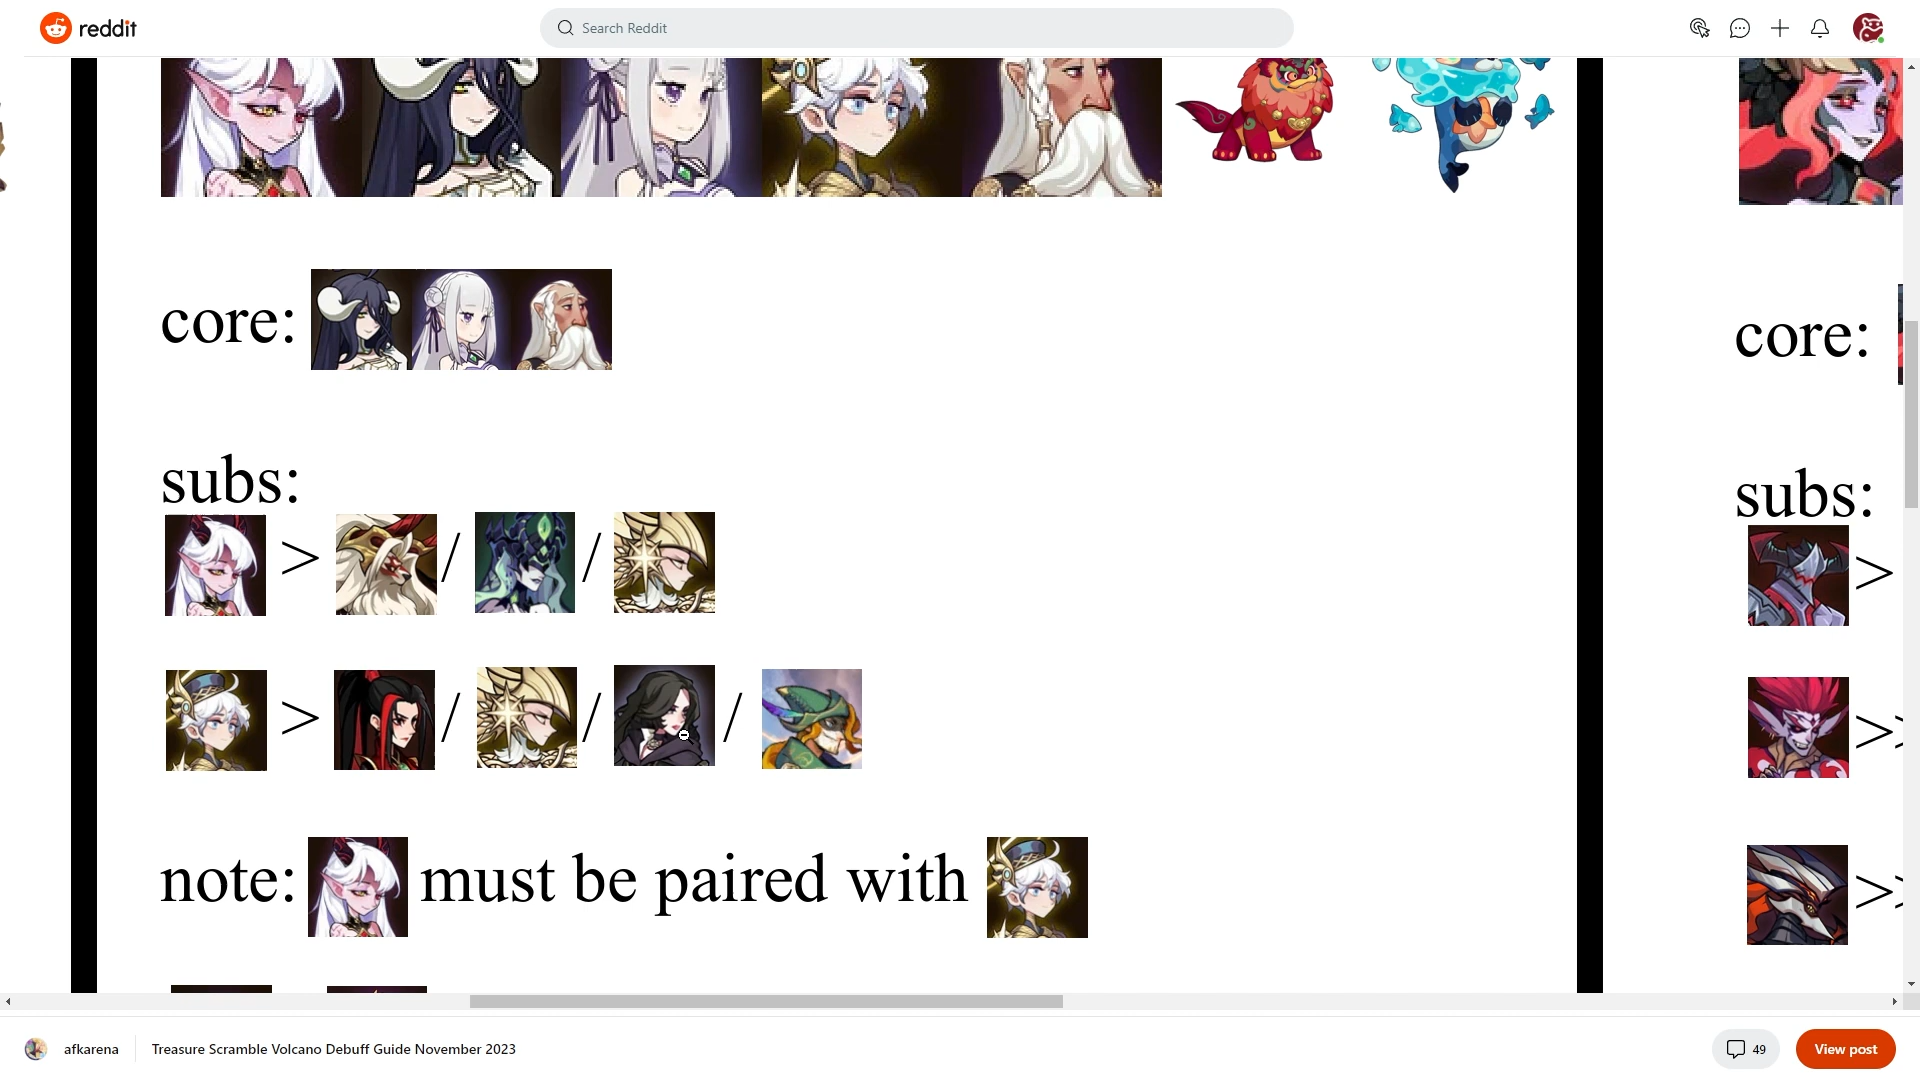 reddit
Search Reddit
core:
core:
subs:
subs:
> / /
>
> / / /
>>
note: must be paired with
>>
afkarena
Treasure Scramble Volcano Debuff Guide November 2023
49
View post